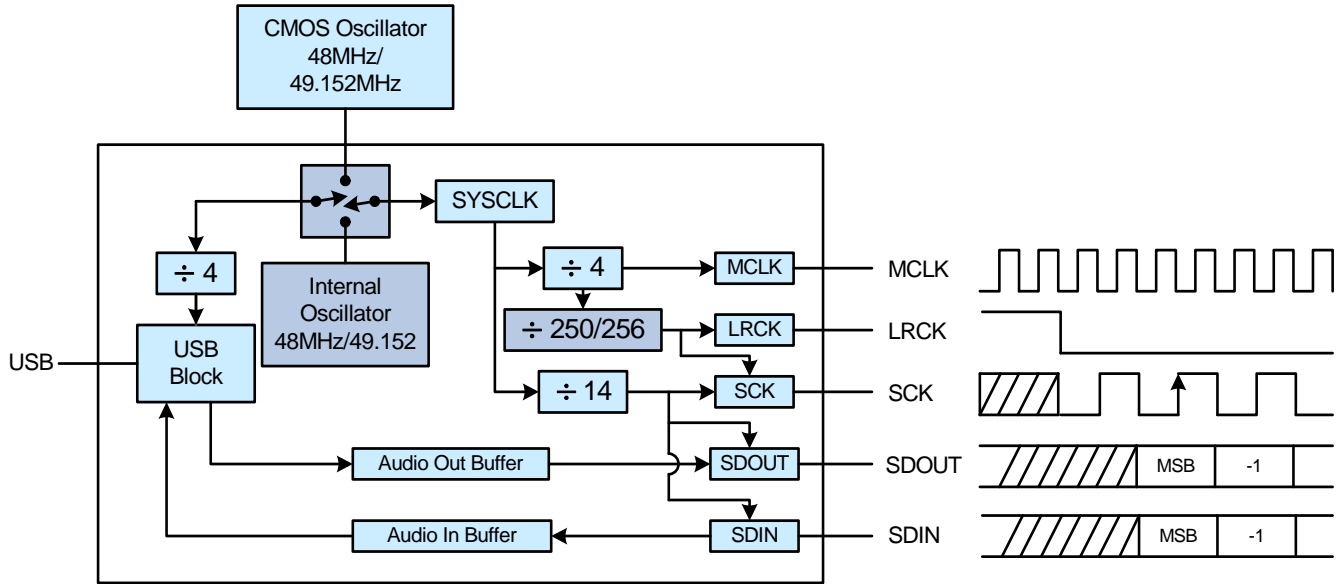 CMOS Oscillator
48MHz/
49.152MHz
SYSCLK
÷ 4
Internal
Oscillator
48MHz/49.152
÷ 4
MCLK
MCLK
÷ 250/256
LRCK
LRCK
USB
USB
Block
÷ 14
SCK
SCK
Audio Out Buffer
SDOUT
SDOUT
MSB
-1
Audio In Buffer
SDIN
SDIN
MSB
-1